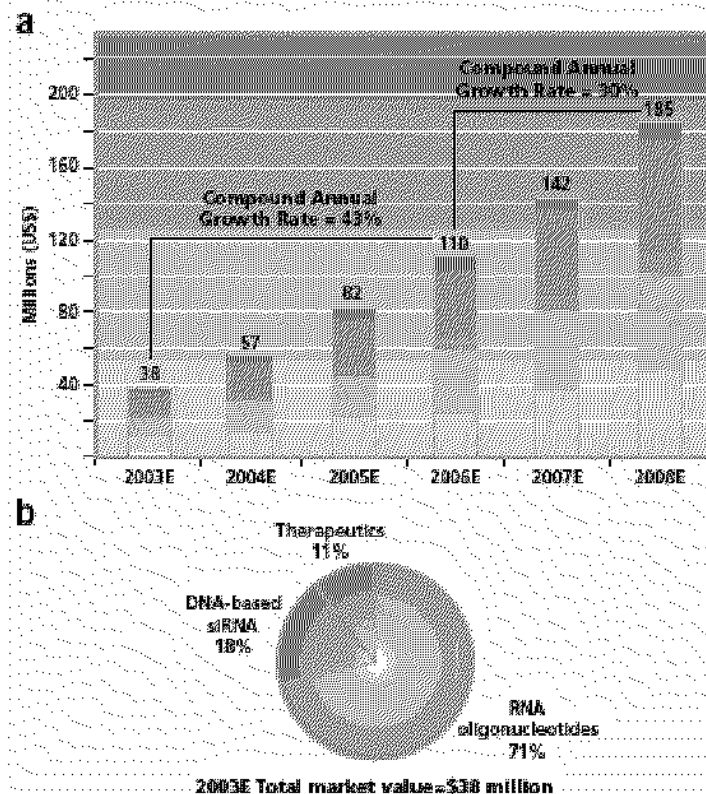 a
Compound Annual
Growth Rate = 30%
200
185
160
142
Compound Annual
Growth Rate = 43%
120
110
Millions (US$)
80
82
57
40
38
2003E 2004E 2005E 2006E 2007E 2008E
b
Therapeutics
11%
DNA-based
siRNA
18%
RNA
oligonucleotides
71%
2003E Total market value=$38 million